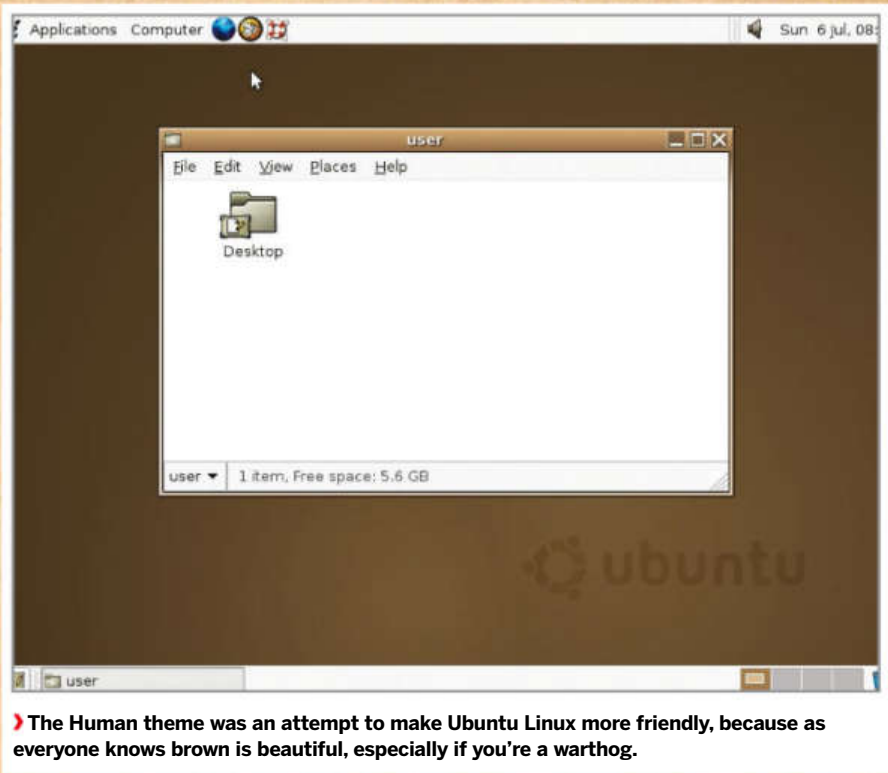 Applications Computer Sun 6 Jul, 08:
user
File Edit View Places Help
Desktop
user 1 item, Free space: 5.6 GB
ubuntu
user
The Human theme was an attempt to make Ubuntu Linux more friendly, because as
everyone knows brown is beautiful, especially if you're a warthog.